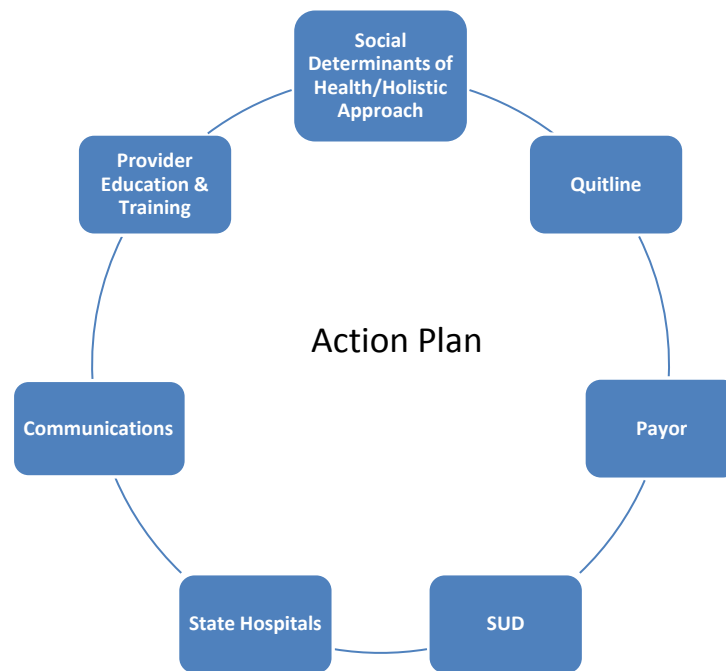 Social
Determinants of
Health/Holistic
Approach
Provider
Education &
Training
Quitline
Action Plan
Communications
Payor
State Hospitals
SUD